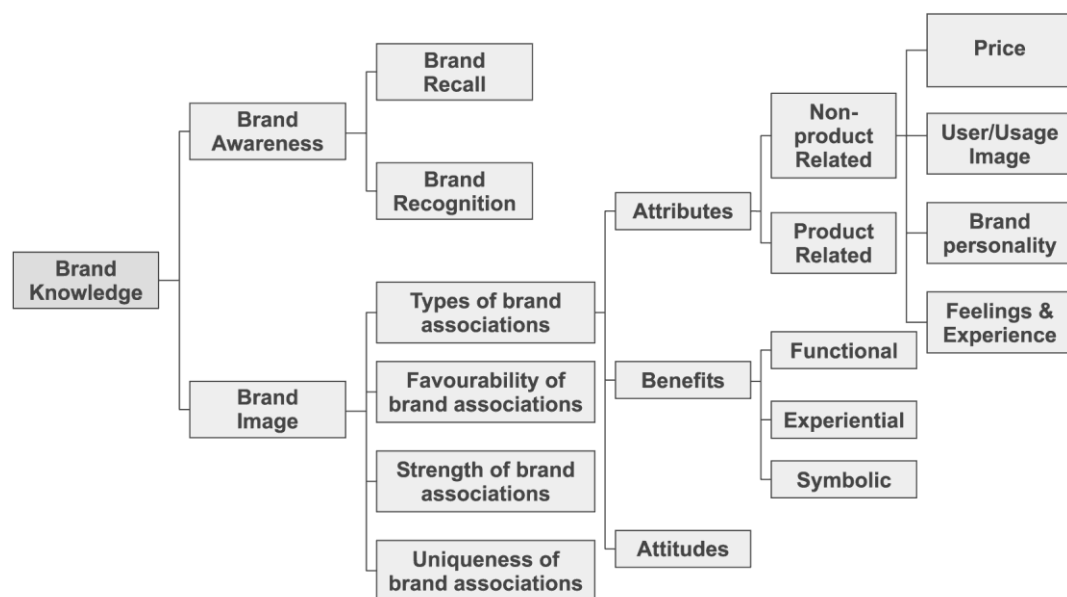 Brand
Knowledge
Brand
Awareness
Brand
Recall
Brand
Recognition
Brand
Image
Types of brand
associations
Favourability of
brand associations
Strength of brand
associations
Uniqueness of
brand associations
Attributes
Non-
product
Related
Price
User/Usage
Image
Brand
personality
Feelings &
Experience
Product
Related
Benefits
Functional
Experiential
Symbolic
Attitudes